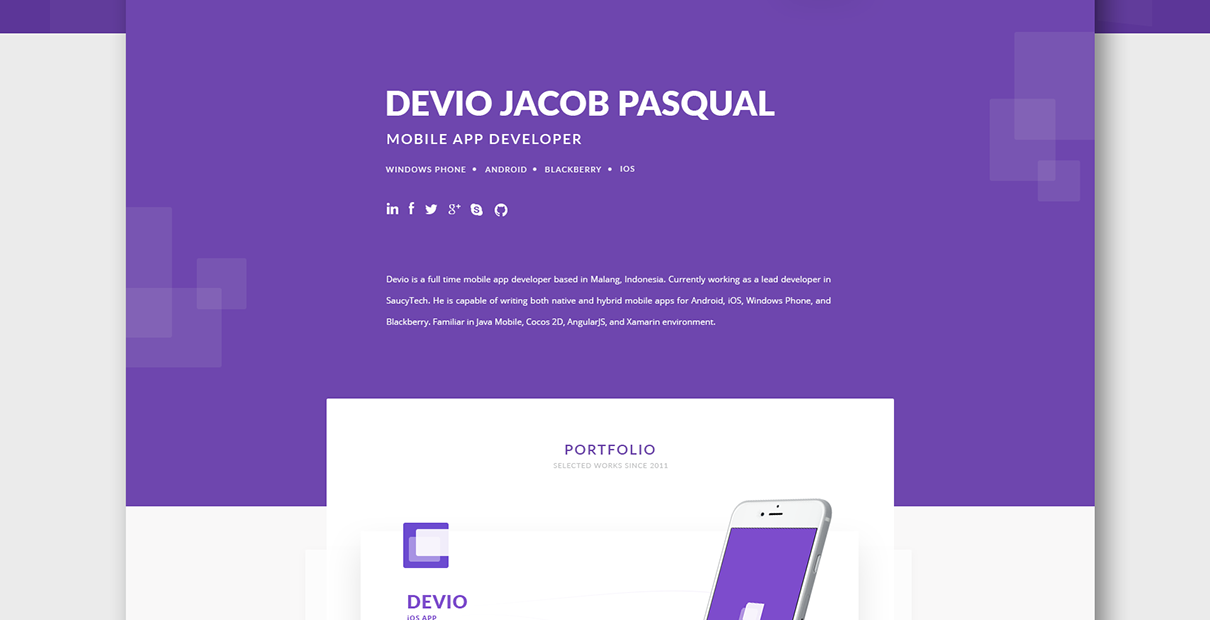 DEVIO JACOB PASQUAL
MOBILE APP DEVELOPER
WINDOWS PHONE • ANDROID • BLACKBERRY • IOS
Devio is a full time mobile app developer based in Malang, Indonesia. Currently working as a lead developer in
SaucyTech. He is capable of writing both native and hybrid mobile apps for Android, iOS, Windows Phone, and
Blackberry. Familiar in Java Mobile, Cocos 2D, AngularJS, and Xamarin environment.
PORTFOLIO
SELECTED WORKS SINCE 2011
DEVIO
iOS APP